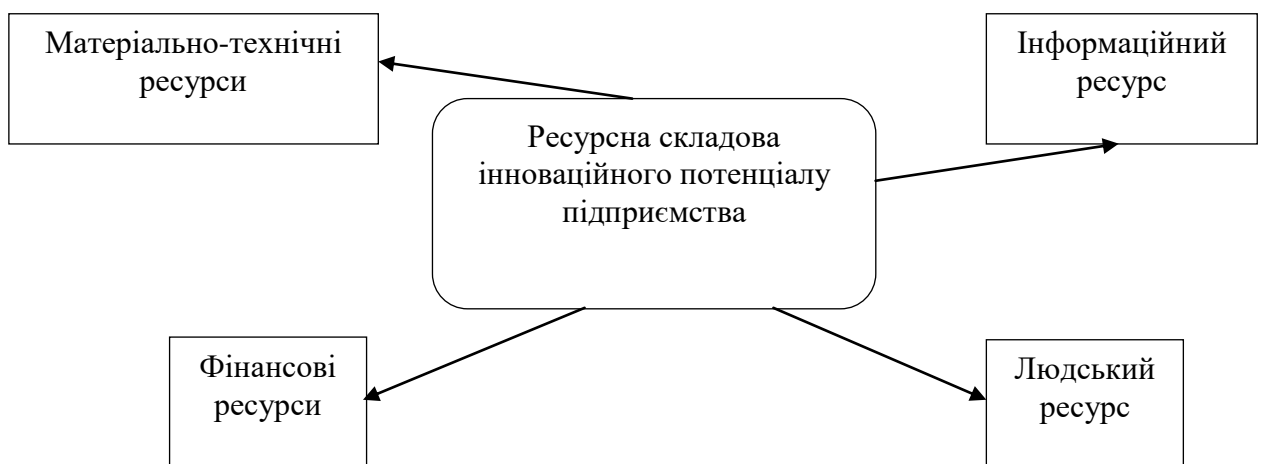 Матеріально-технічні
ресурси
Інформаційний
ресурс
Ресурсна складова
інноваційного потенціалу
підприємства
Фінансові
ресурси
Людський
ресурс